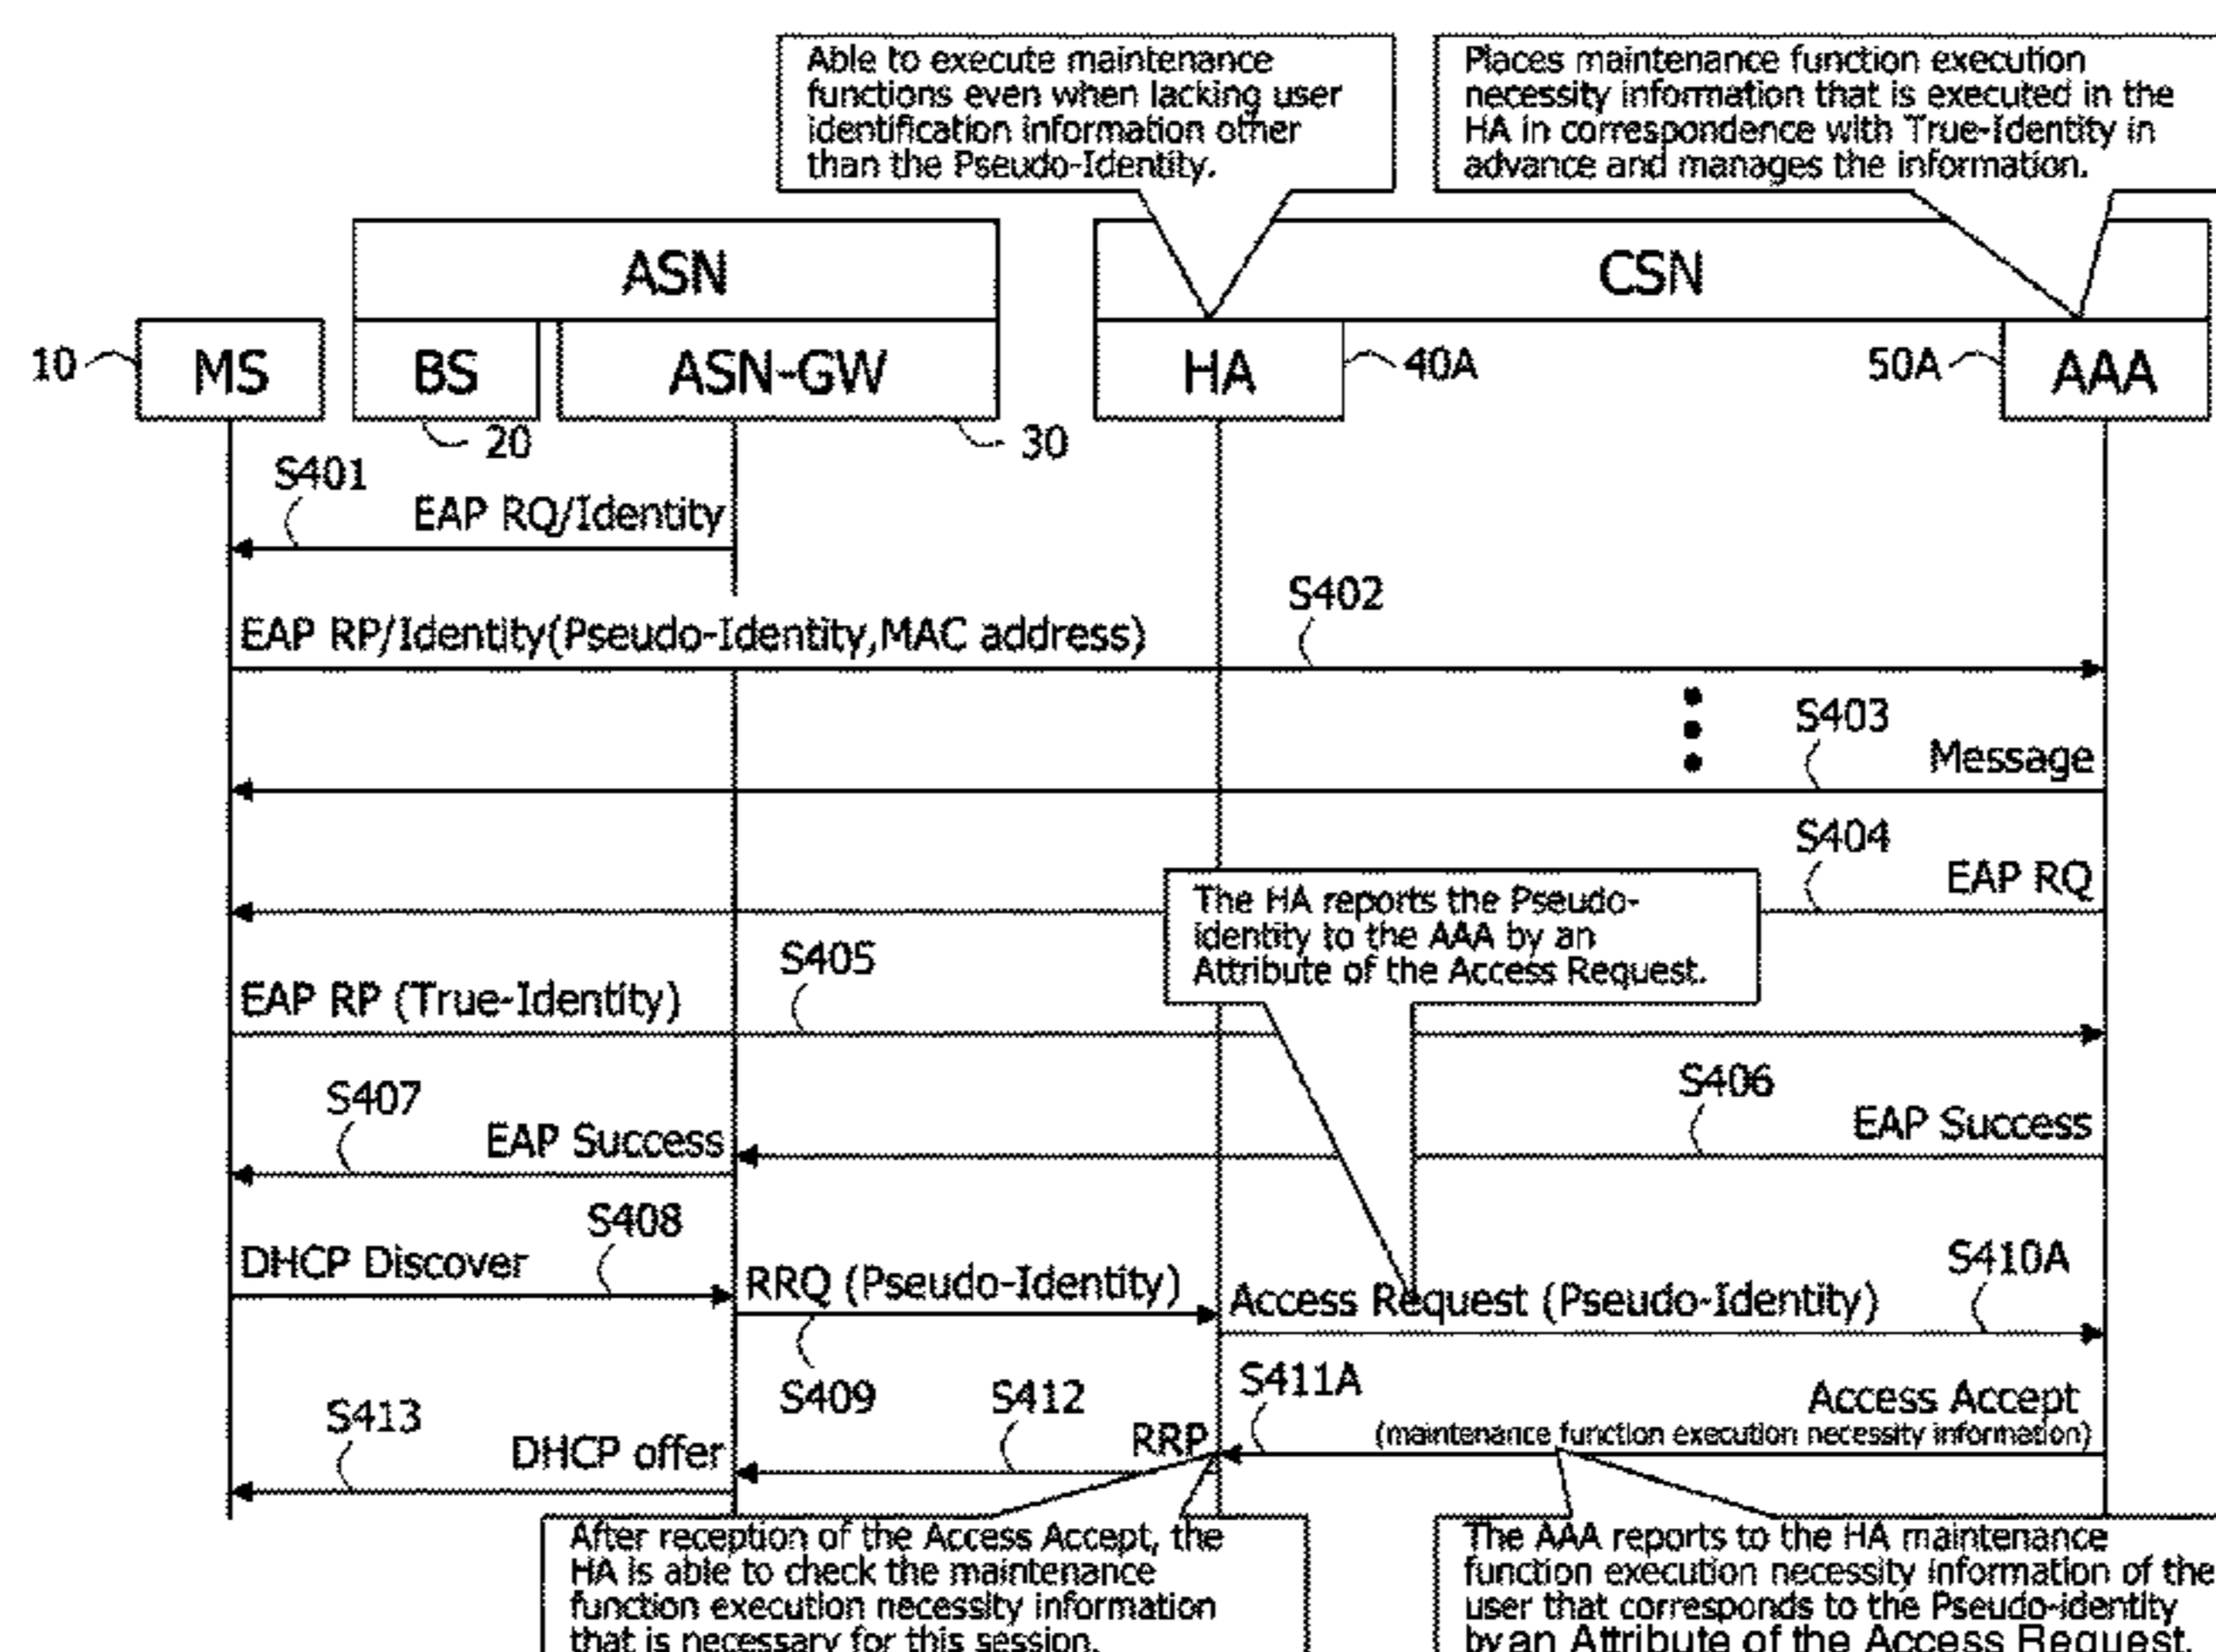 Able to execute maintenance
functions even when lacking user
identification information other
than the Pseudo-Identity.
Places maintenance function execution
necessity information that is executed in the
HA in correspondence with True-Identity in
advance and manages the information.
ASN
CSN
10
MS
BS
ASN-GW
HA
40A
50A
AAA
20
30
S401
EAP RQ/Identity
S402
EAP RP/Identity(Pseudo-Identity,MAC address)
S403
Message
S404
EAP RQ
The HA reports the Pseudo-
identity to the AAA by an
Attribute of the Access Request.
S405
EAP RP (True-Identity)
S406
EAP Success
S407
EAP Success
S408
DHCP Discover
RRQ (Pseudo-Identity)
S409
S410A
Access Request (Pseudo-Identity)
S411A
Access Accept
(maintenance function execution necessity information)
S412
RRP
S413
DHCP offer
After reception of the Access Accept, the
HA is able to check the maintenance
function execution necessity information
that is necessary for this session.
The AAA reports to the HA maintenance
function execution necessity information of the
user that corresponds to the Pseudo-identity
by an Attribute of the Access Request.